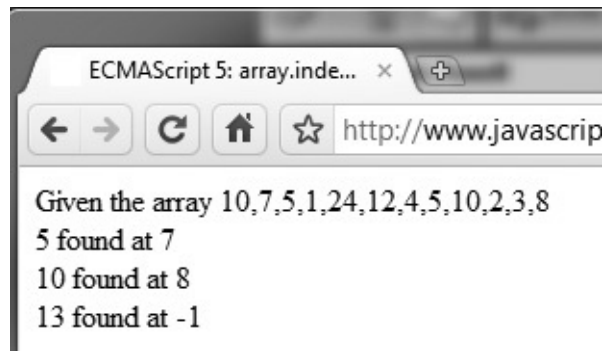 ECMAScript 5: array.inde...
http://www.javascrip
Given the array 10,7,5,1,24,12,4,5,10,2,3,8
5 found at 7
10 found at 8
13 found at -1